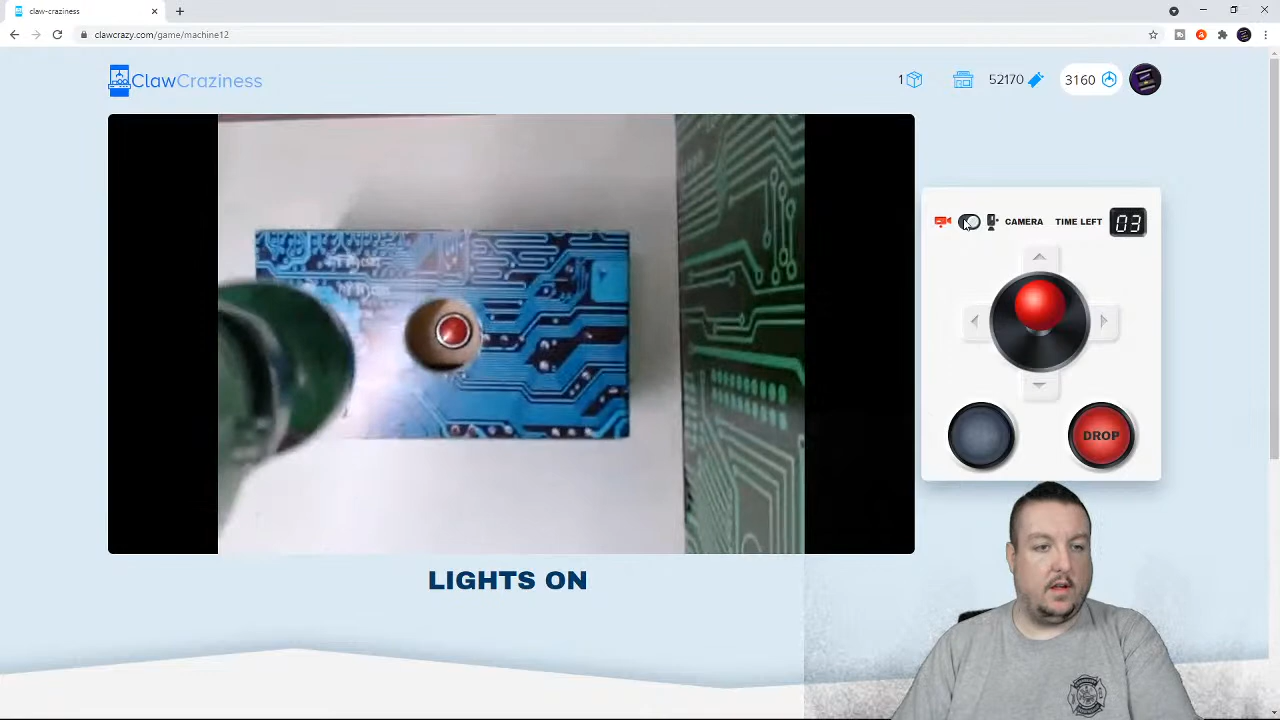 claw-craziness
clawcrazy.com/game/machine12
ClawCraziness
1
52170
3160
CAMERA
TIME LEFT
03
DROP
LIGHTS ON